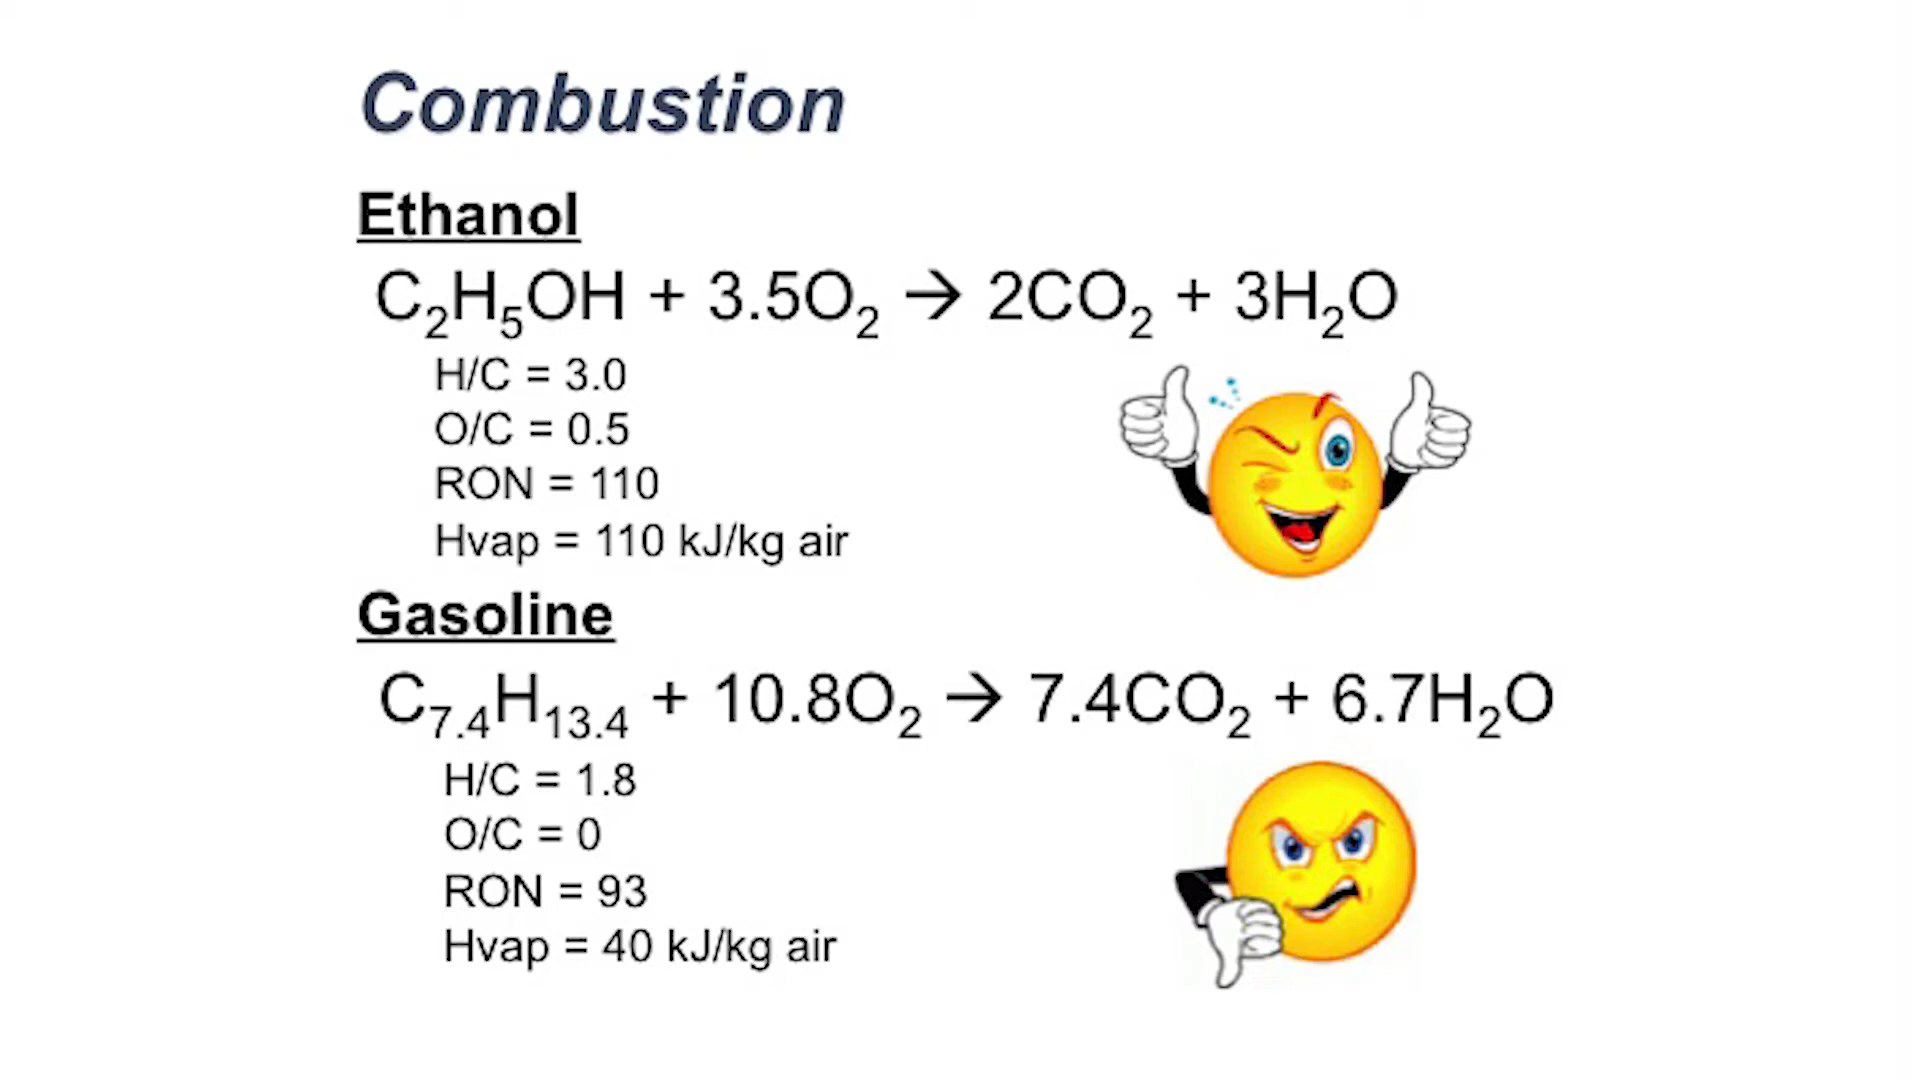 Combustion
Ethanol
C₂H₅OH + 3.5O₂ → 2CO₂ + 3H₂O
H/C = 3.0
O/C = 0.5
RON = 110
Hvap = 110 kJ/kg air
Gasoline
C₇.₄H₁₃.₄ + 10.8O₂ → 7.4CO₂ + 6.7H₂O
H/C = 1.8
O/C = 0
RON = 93
Hvap = 40 kJ/kg air